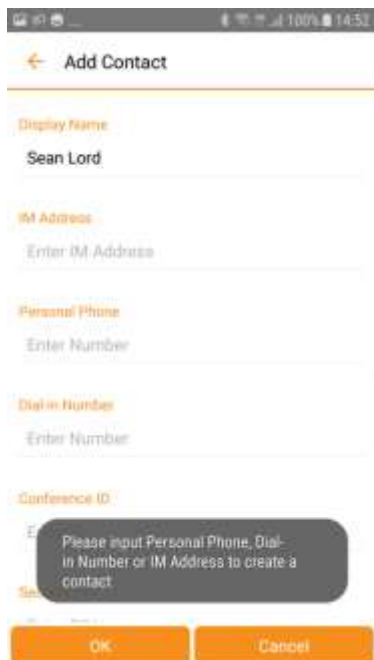 100% 14:52
Add Contact
Display Name
Sean Lord
IM Address
Enter IM Address
Personal Phone
Enter Number
Dial-in Number
Enter Number
Conference ID
Please input Personal Phone, Dial-
in Number or IM Address to create a
contact
OK Cancel